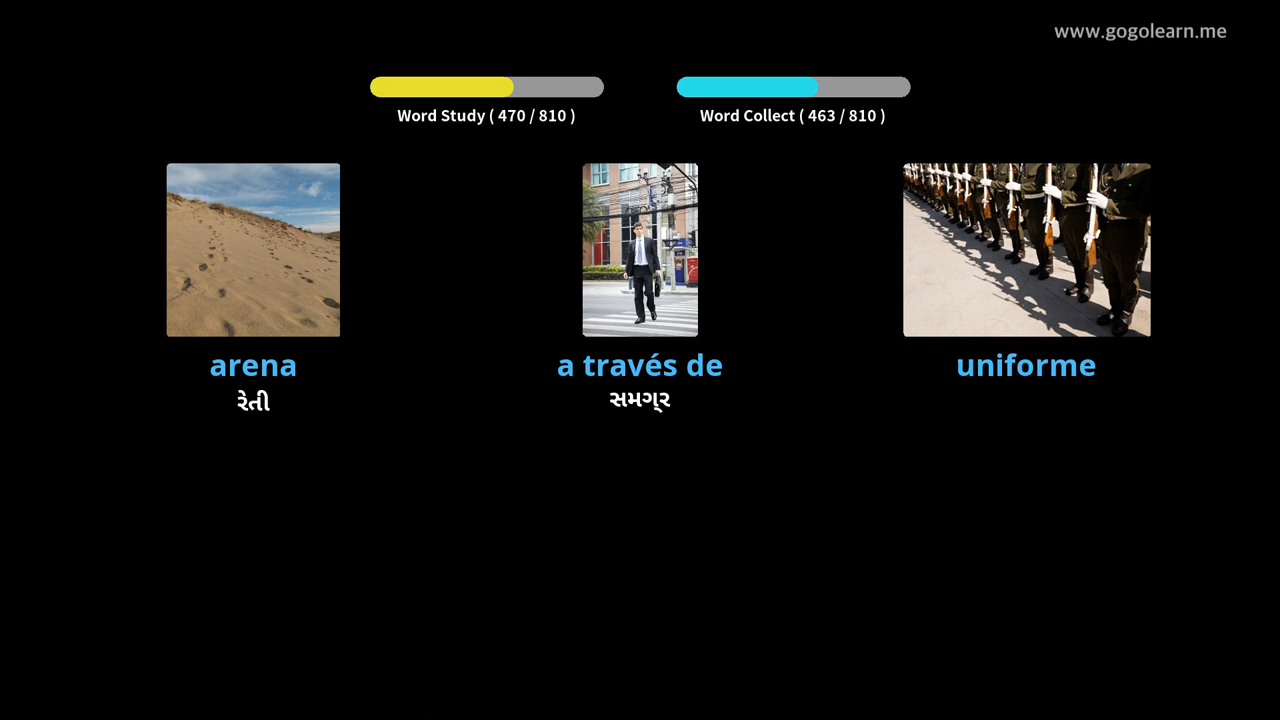 www.gogolearn.me
Word Study ( 470 / 810 )
Word Collect ( 463 / 810 )
arena
a través de
uniforme
રેતી
સમગ્ર